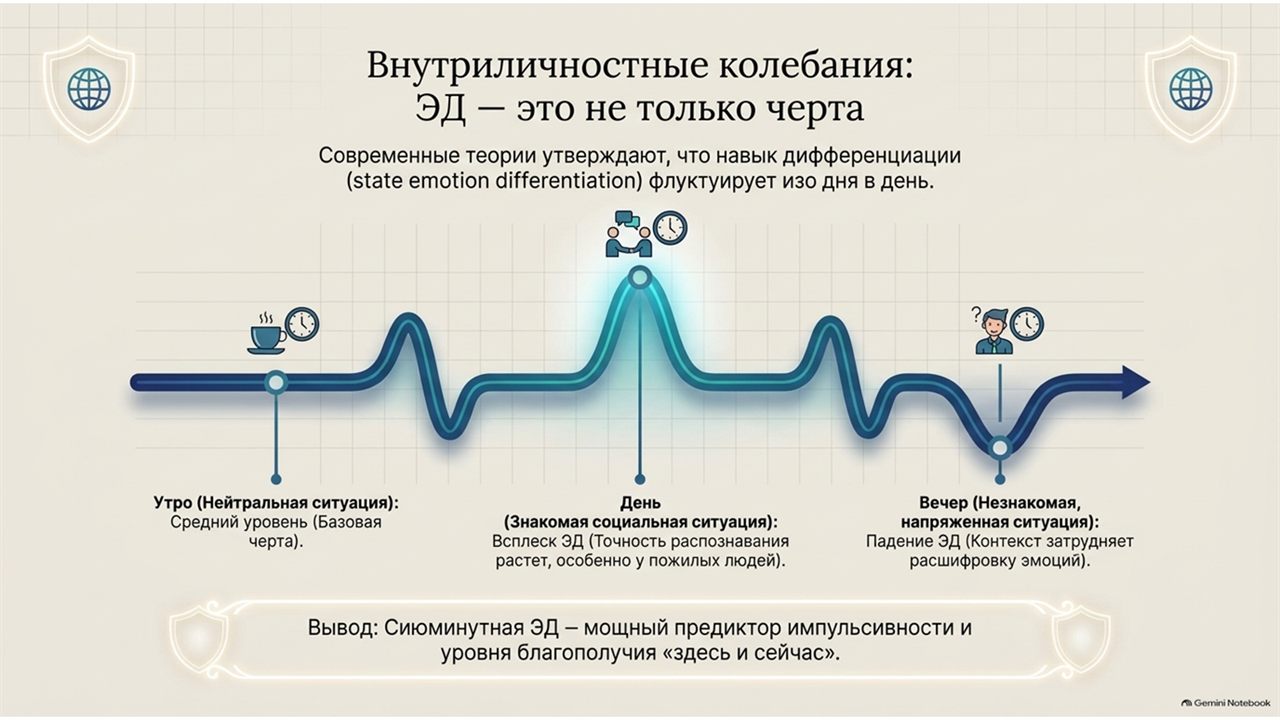 Внутриличностные колебания:
ЭД — это не только черта
Современные теории утверждают, что навык дифференциации
(state emotion differentiation) флуктуирует изо дня в день.
?
Утро (Нейтральная ситуация):
Средний уровень (Базовая
черта).
День
(Знакомая социальная ситуация):
Всплеск ЭД (Точность распознавания
растет, особенно у пожилых людей).
Вечер (Незнакомая,
напряженная ситуация):
Падение ЭД (Контекст затрудняет
расшифровку эмоций).
Вывод: Сиюминутная ЭД — мощный предиктор импульсивности и
уровня благополучия «здесь и сейчас».
Gemini Notebook